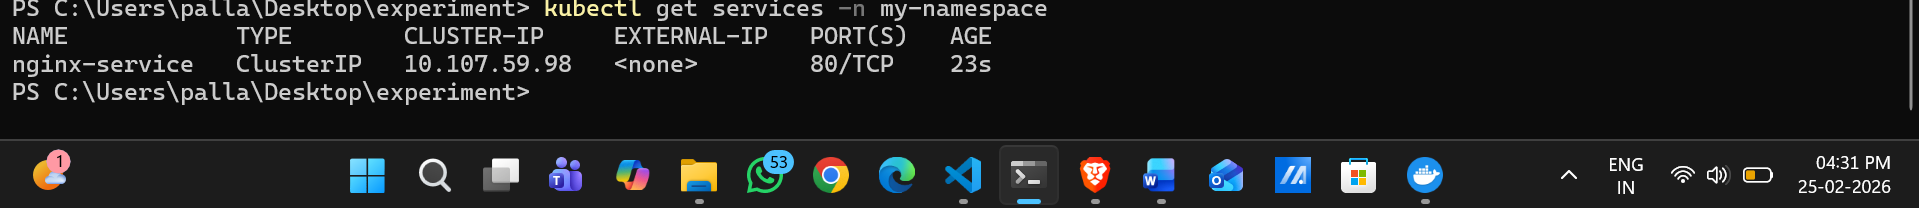 PS C:\Users\palla\Desktop\experiment> kubectl get services -n my-namespace
NAME TYPE CLUSTER-IP EXTERNAL-IP PORT(S) AGE
nginx-service ClusterIP 10.107.59.98 <none> 80/TCP 23s
PS C:\Users\palla\Desktop\experiment>
1
53
ENG
IN
04:31 PM
25-02-2026